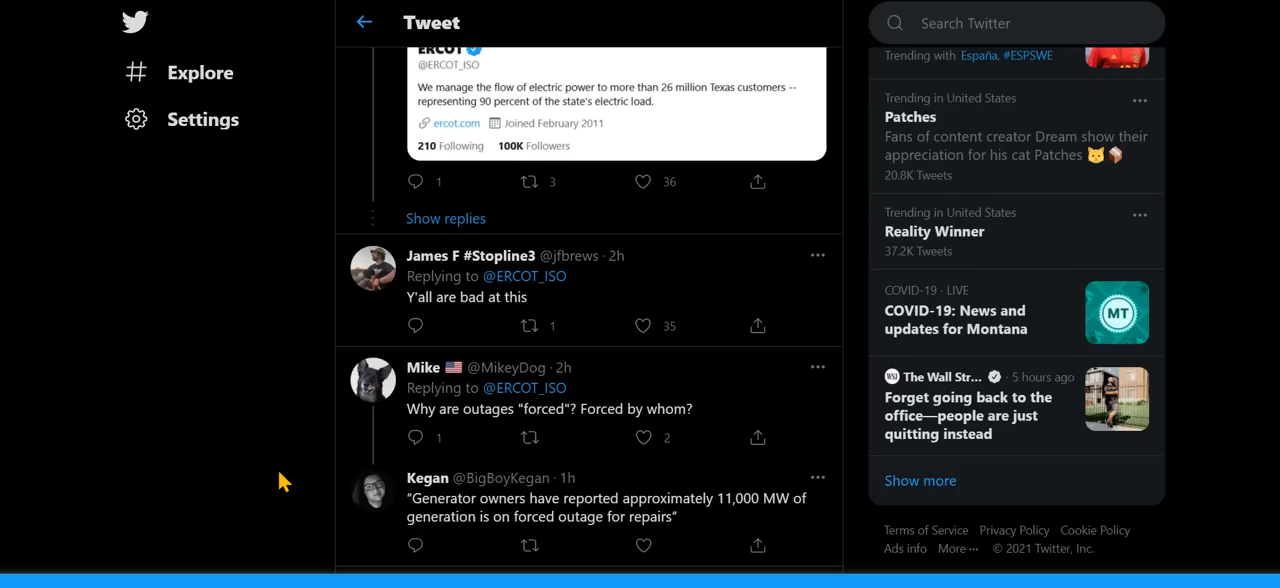 Explore
Settings
Tweet
ERCOT
@ERCOT_ISO
We manage the flow of electric power to more than 26 million Texas customers --
representing 90 percent of the state's electric load.
ercot.com Joined February 2011
210 Following 100K Followers
1 3 36
Show replies
James F #Stopline3 @jfbrews · 2h
Replying to @ERCOT_ISO
Y'all are bad at this
1 35
Mike 🇺🇸 @MikeyDog · 2h
Replying to @ERCOT_ISO
Why are outages "forced"? Forced by whom?
1 2
Kegan @BigBoyKegan · 1h
“Generator owners have reported approximately 11,000 MW of
generation is on forced outage for repairs”
Search Twitter
Trending with España, #ESPSWE
Trending in United States
Patches
Fans of content creator Dream show their
appreciation for his cat Patches 🐱📦
20.8K Tweets
Trending in United States
Reality Winner
37.2K Tweets
COVID-19 · LIVE
COVID-19: News and
updates for Montana
MT
WSJ The Wall Str... · 5 hours ago
Forget going back to the
office—people are just
quitting instead
Show more
Terms of Service Privacy Policy Cookie Policy
Ads info More ··· © 2021 Twitter, Inc.